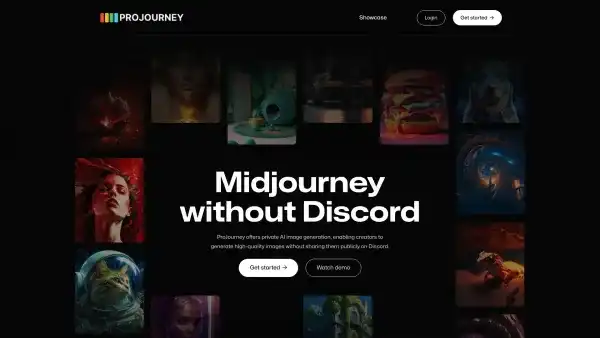 PROJOURNEY
Showcase
Login
Get started →
Midjourney
without Discord
ProJourney offers private AI image generation, enabling creators to
generate high-quality images without sharing them publicly on Discord.
Get started →
Watch demo